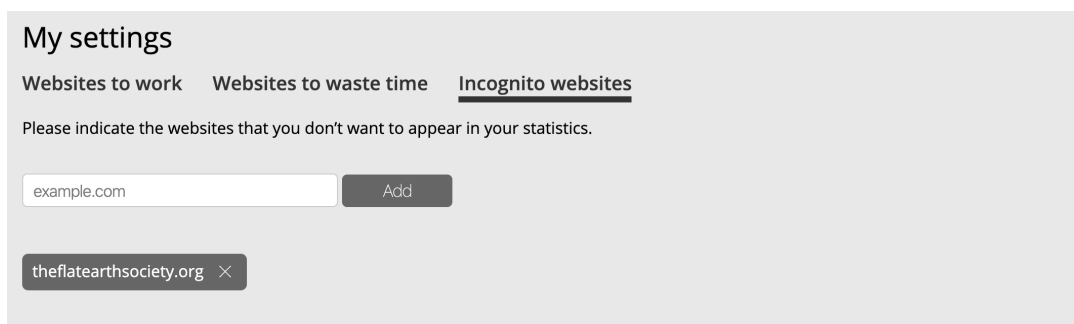 My settings
Websites to work Websites to waste time Incognito websites
Please indicate the websites that you don't want to appear in your statistics.
example.com Add
theflatearthsociety.org